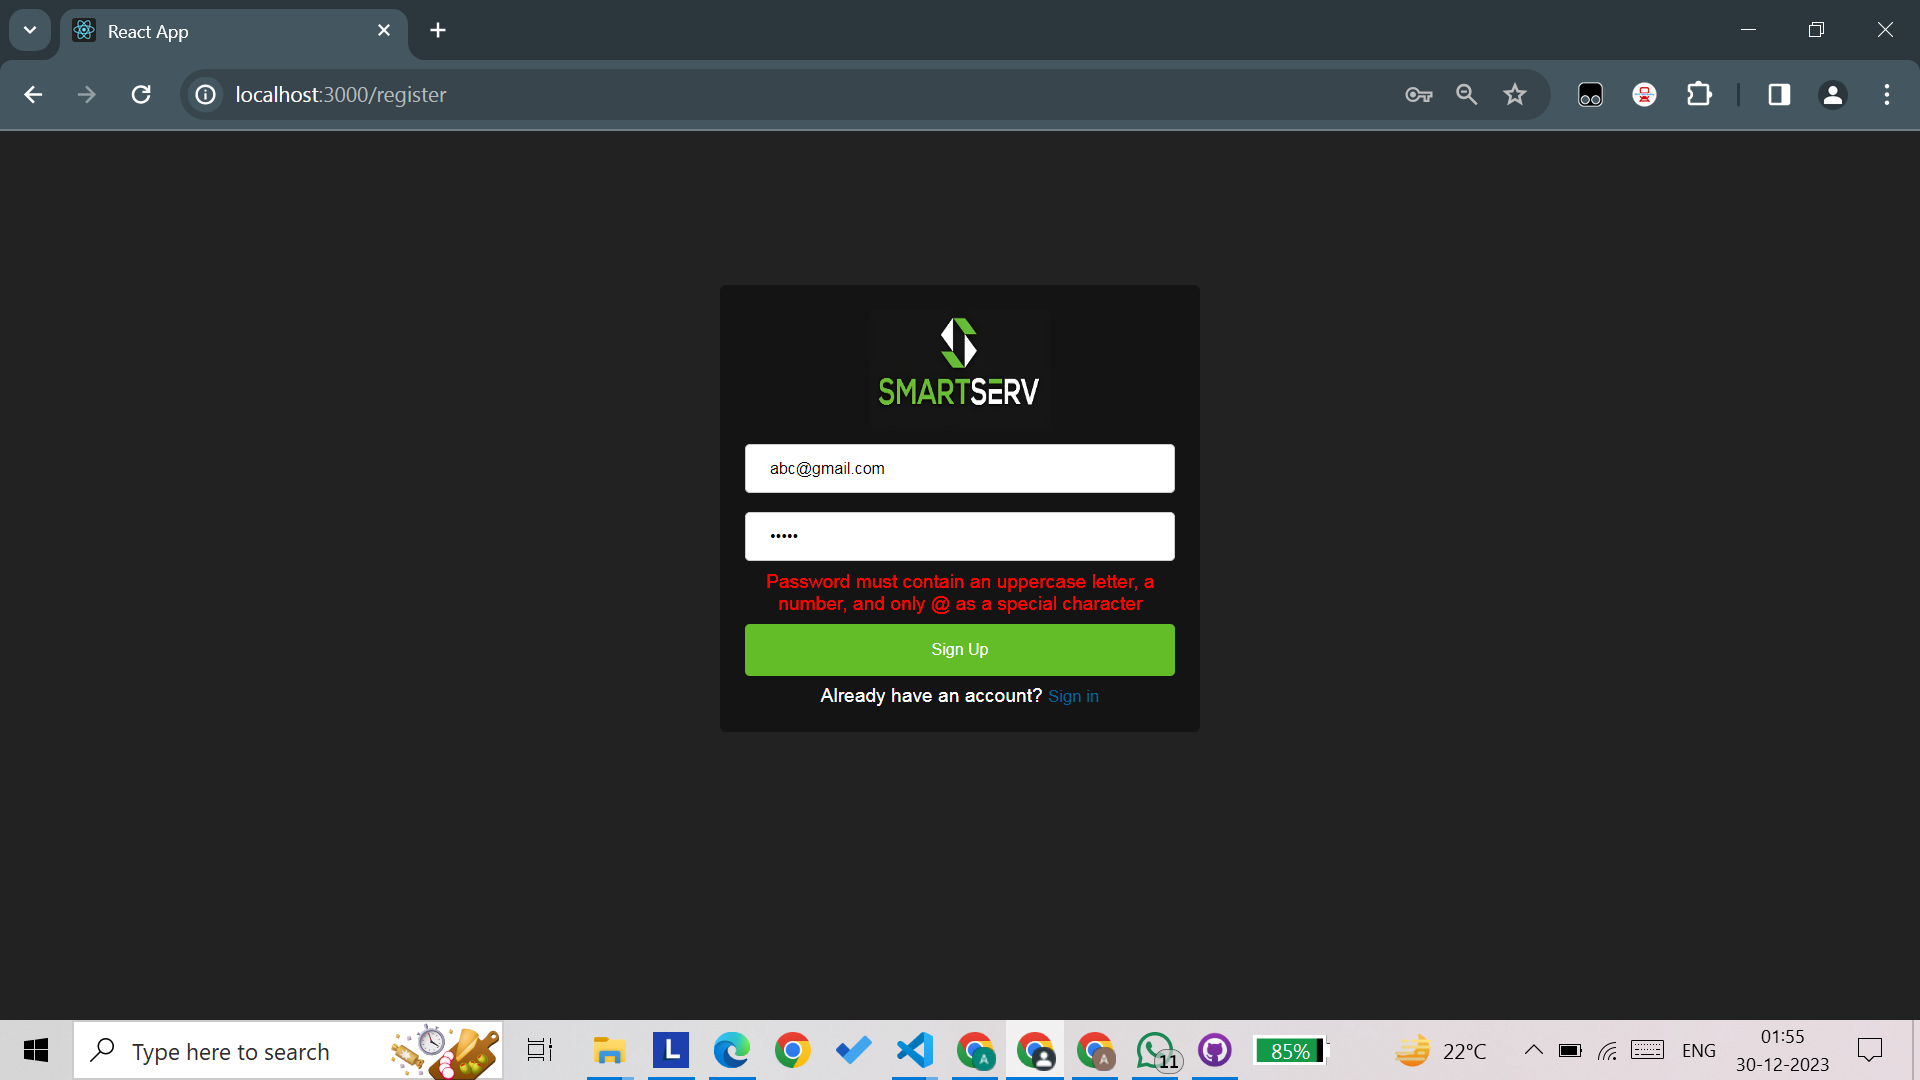 React App
localhost:3000/register
SMARTSERV
abc@gmail.com
•••••
Password must contain an uppercase letter, a
number, and only @ as a special character
Sign Up
Already have an account? Sign in
Type here to search
L
A
A
11
85%
22°C
ENG
01:55
30-12-2023